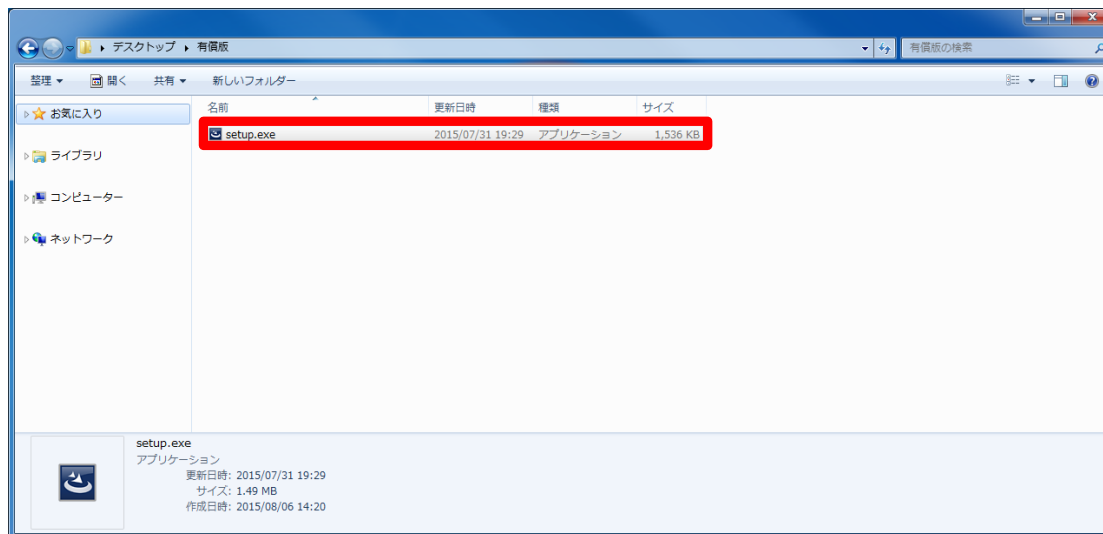 デスクトップ 有償版
有償版の検索
整理 開く 共有 新しいフォルダー
名前 更新日時 種類 サイズ
お気に入り
setup.exe 2015/07/31 19:29 アプリケーション 1,536 KB
ライブラリ
コンピューター
ネットワーク
setup.exe
アプリケーション
更新日時: 2015/07/31 19:29
サイズ: 1.49 MB
作成日時: 2015/08/06 14:20